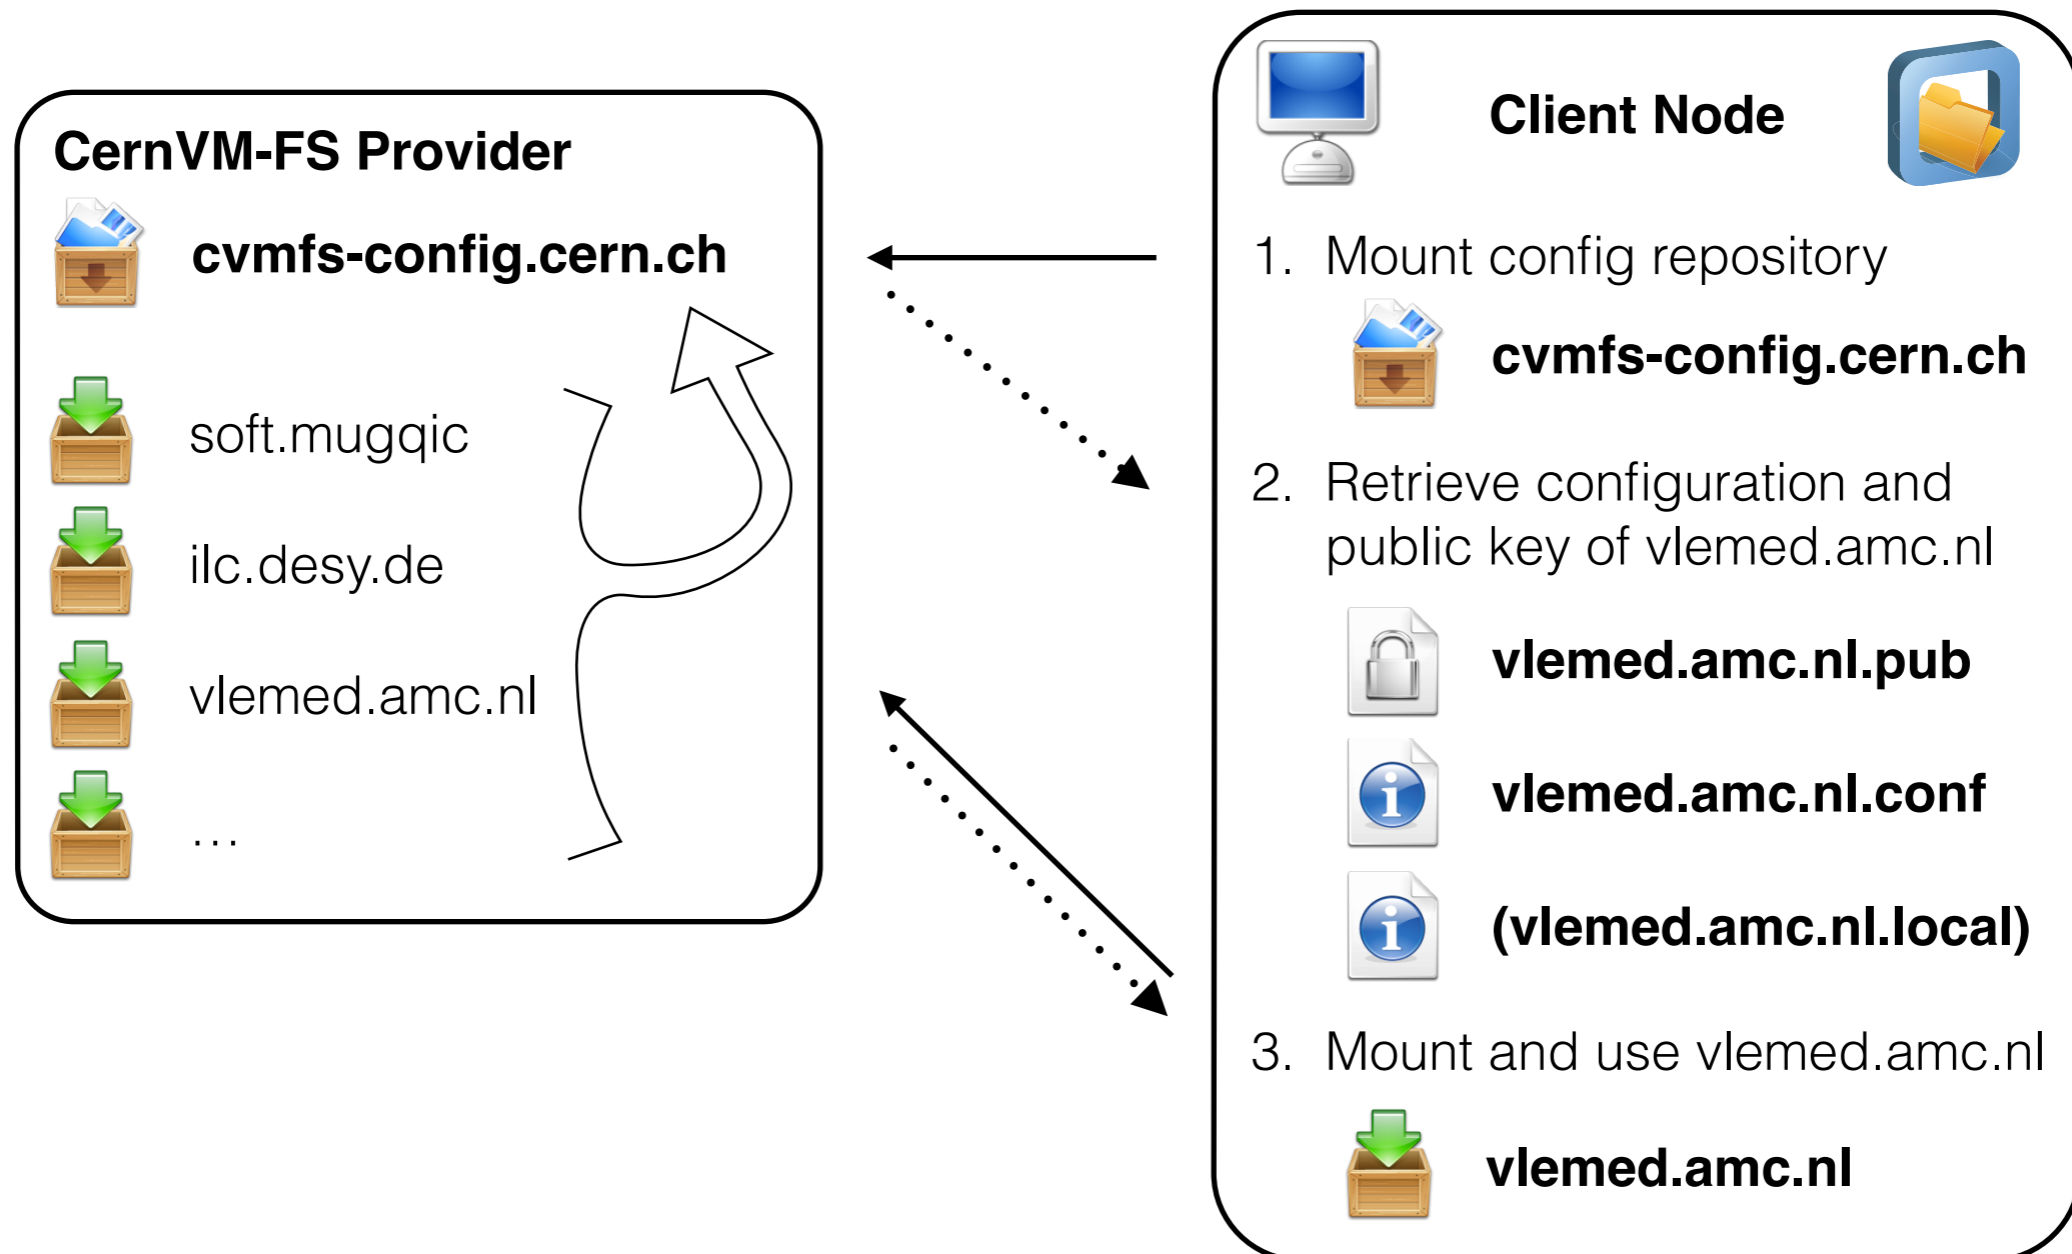 CernVM-FS Provider
cvmfs-config.cern.ch
soft.mugqic
ilc.desy.de
vlemed.amc.nl
...
Client Node
1. Mount config repository
cvmfs-config.cern.ch
2. Retrieve configuration and
public key of vlemed.amc.nl
vlemed.amc.nl.pub
vlemed.amc.nl.conf
(vlemed.amc.nl.local)
3. Mount and use vlemed.amc.nl
vlemed.amc.nl